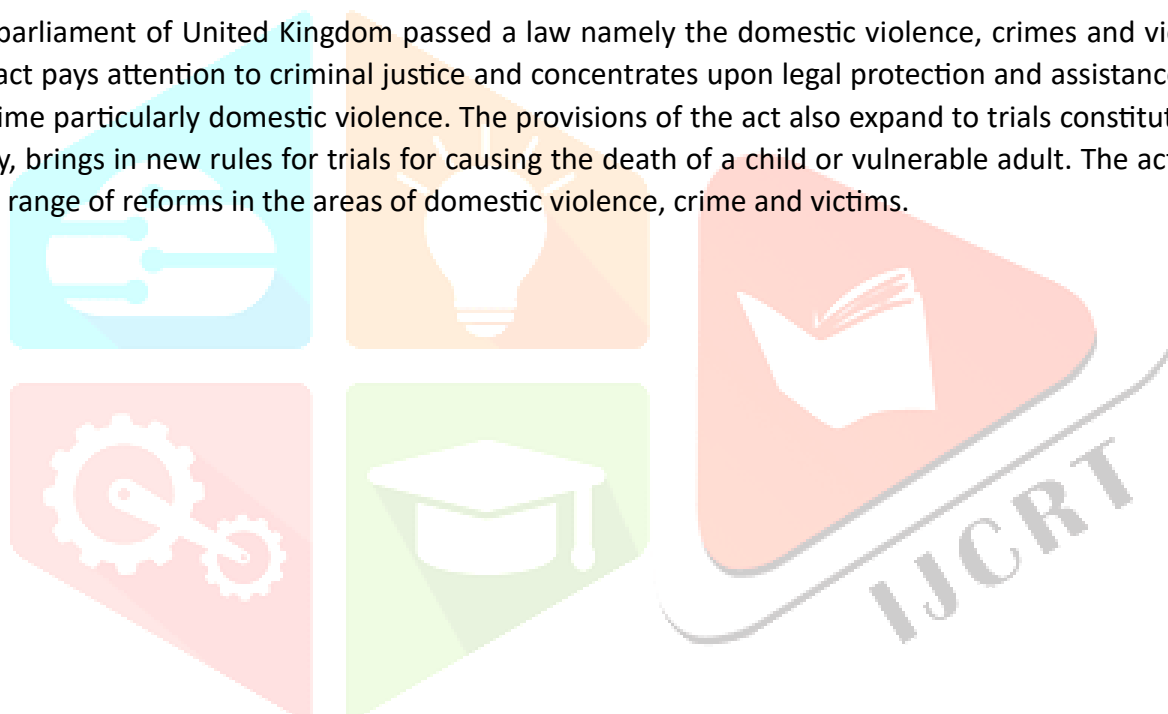 parliament of United Kingdom passed a law namely the domestic violence, crimes and vi
act pays attention to criminal justice and concentrates upon legal protection and assistance
ime particularly domestic violence. The provisions of the act also expand to trials constitut
y, brings in new rules for trials for causing the death of a child or vulnerable adult. The act
range of reforms in the areas of domestic violence, crime and victims.
IJCRT